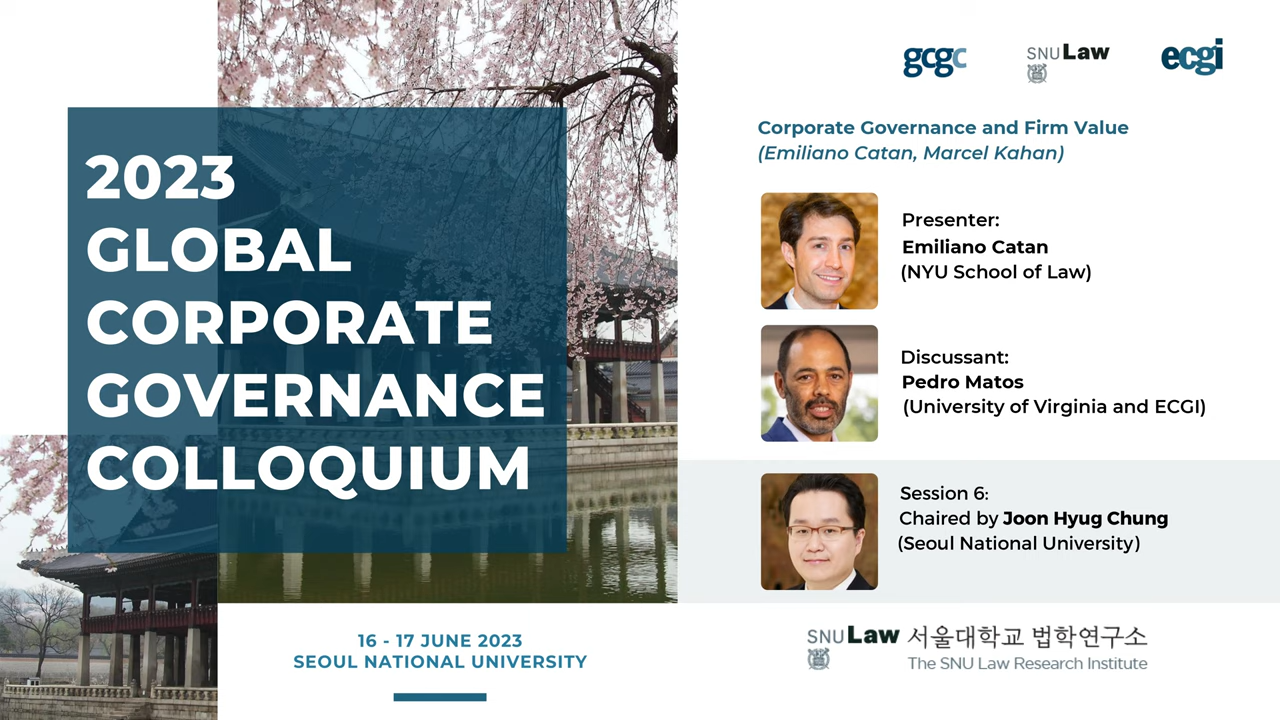 2023
GLOBAL
CORPORATE
GOVERNANCE
COLLOQUIUM
16 - 17 JUNE 2023
SEOUL NATIONAL UNIVERSITY
gcgc
SNU Law
ecgi
Corporate Governance and Firm Value
(Emiliano Catan, Marcel Kahan)
Presenter:
Emiliano Catan
(NYU School of Law)
Discussant:
Pedro Matos
(University of Virginia and ECGI)
Session 6:
Chaired by Joon Hyug Chung
(Seoul National University)
SNU Law 서울대학교 법학연구소
The SNU Law Research Institute